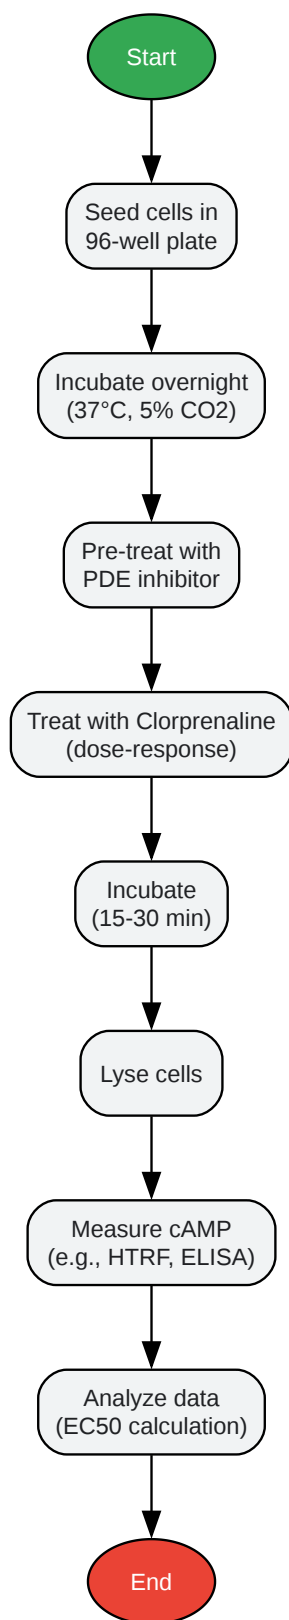 Start
Seed cells in
96-well plate
Incubate overnight
(37°C, 5% CO2)
Pre-treat with
PDE inhibitor
Treat with Clorprenaline
(dose-response)
Incubate
(15-30 min)
Lyse cells
Measure cAMP
(e.g., HTRF, ELISA)
Analyze data
(EC50 calculation)
End